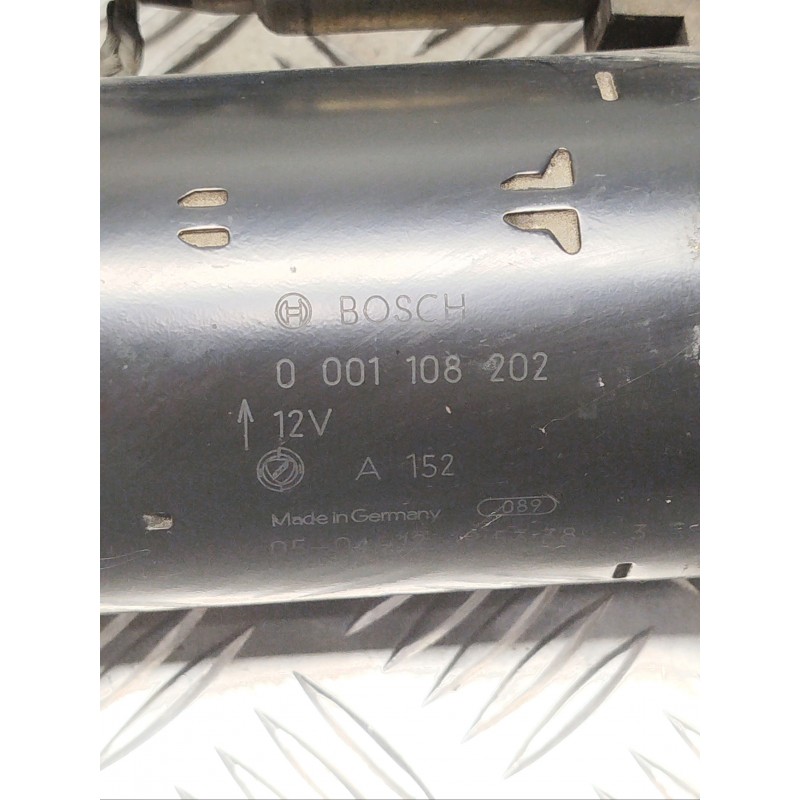 BOSCH
0 001 108 202
12V
A 152
Made in Germany 089